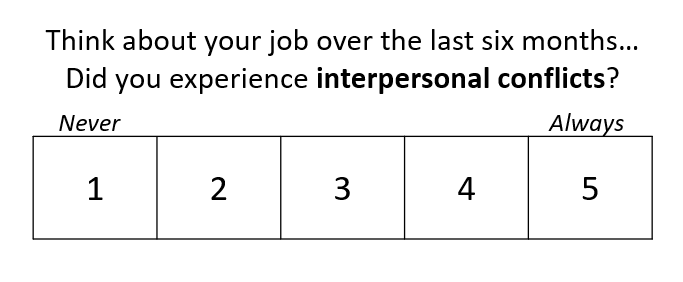 Think about your job over the last six months...
Did you experience interpersonal conflicts?
Never Always
1 2 3 4 5